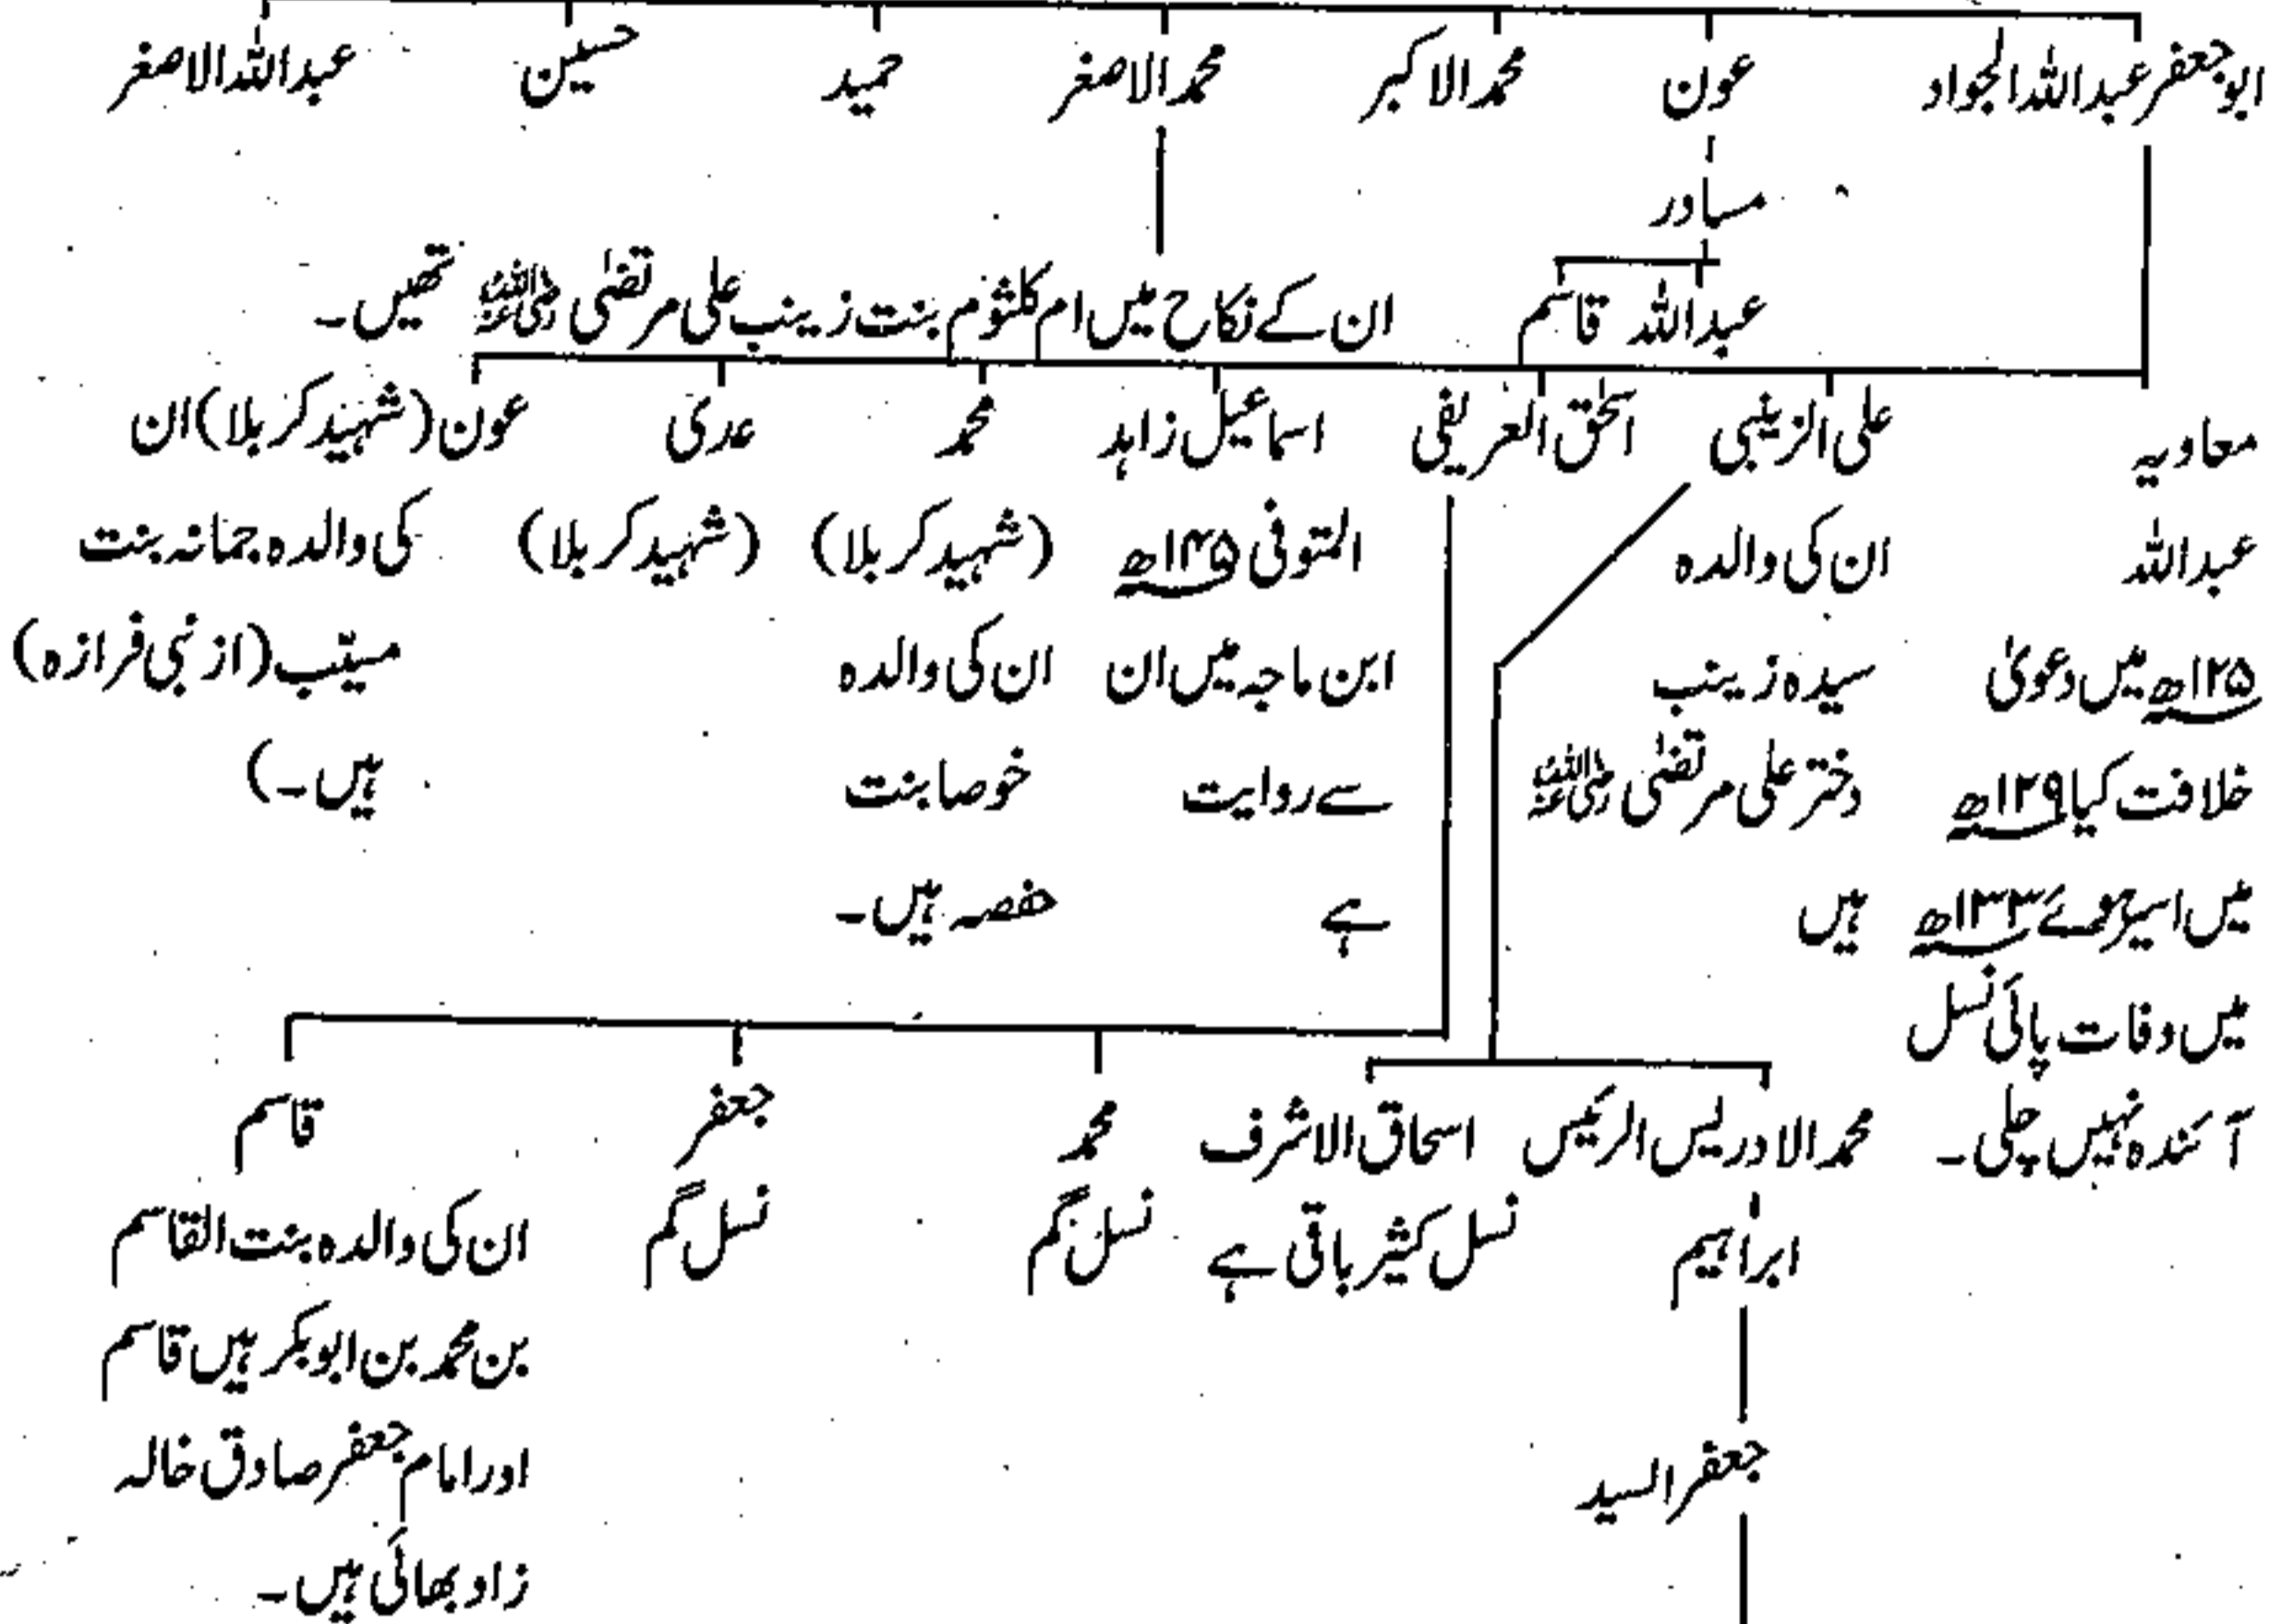 ابو جعفر عبداللہ الجواد عون محمد الاکبر محمد الاصغر حمید حسین عبداللہ الاصغر
مساور
عبداللہ قاسم
ان کے نکاح میں ام کلثوم بنت زینب علی مرتضیٰ رضی اللہ عنہ تھیں۔
معاویہ علی الزینبی اسحٰق العریفی اسماعیل زاہد محمد عدی عون (شہید کربلا) ان
عبداللہ ان کی والدہ المتوفی ۱۴۵ھ (شہید کربلا) (شہید کربلا) کی والدہ جمانہ بنت
۱۲۵ھ میں دعویٰ سیدہ زینب ابن ماجہ میں ان ان کی والدہ مسیّب (از نبی فرازہ)
خلافت کیا ۱۲۹ھ دختر علی مرتضیٰ رضی اللہ عنہ سے روایت خوصا بنت ہیں۔)
میں اسیر ہوئے ۱۳۳ھ ہیں ہے حفصہ ہیں۔
میں وفات پائی نسل
آئندہ نہیں چلی۔ محمد الادریس الرئیس اسحاق الاشرف محمد جعفر قاسم
ابراہیم نسل کثیر باقی ہے نسل گم نسل گم ان کی والدہ بنت القاسم
بن محمد بن ابوبکر ہیں قاسم
جعفر السید اور امام جعفر صادق خالہ
زاد بھائی ہیں۔